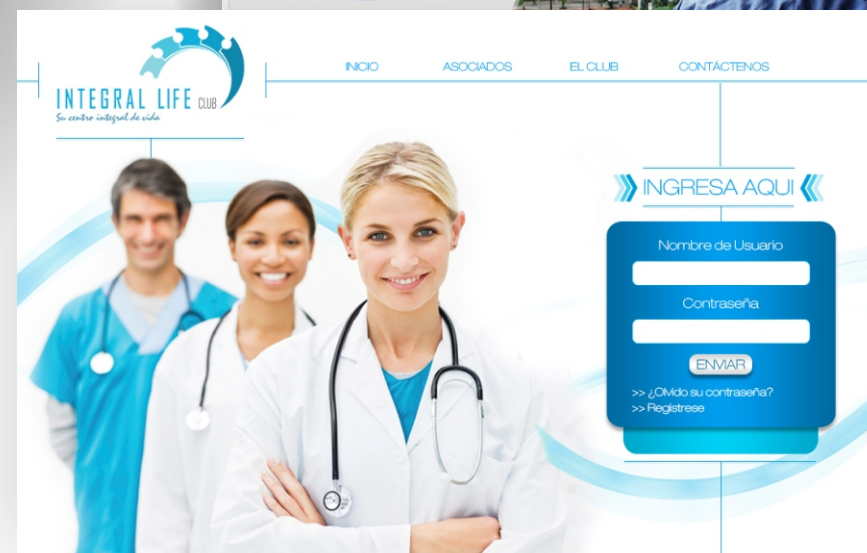 INICIO
ASOCIADOS
EL CLUB
CONTÁCTENOS
INTEGRAL LIFE CLUB
Su centro integral de vida
INGRESA AQUI
Nombre de Usuario
Contraseña
ENVIAR
>> ¿Olvido su contraseña?
>> Registrese